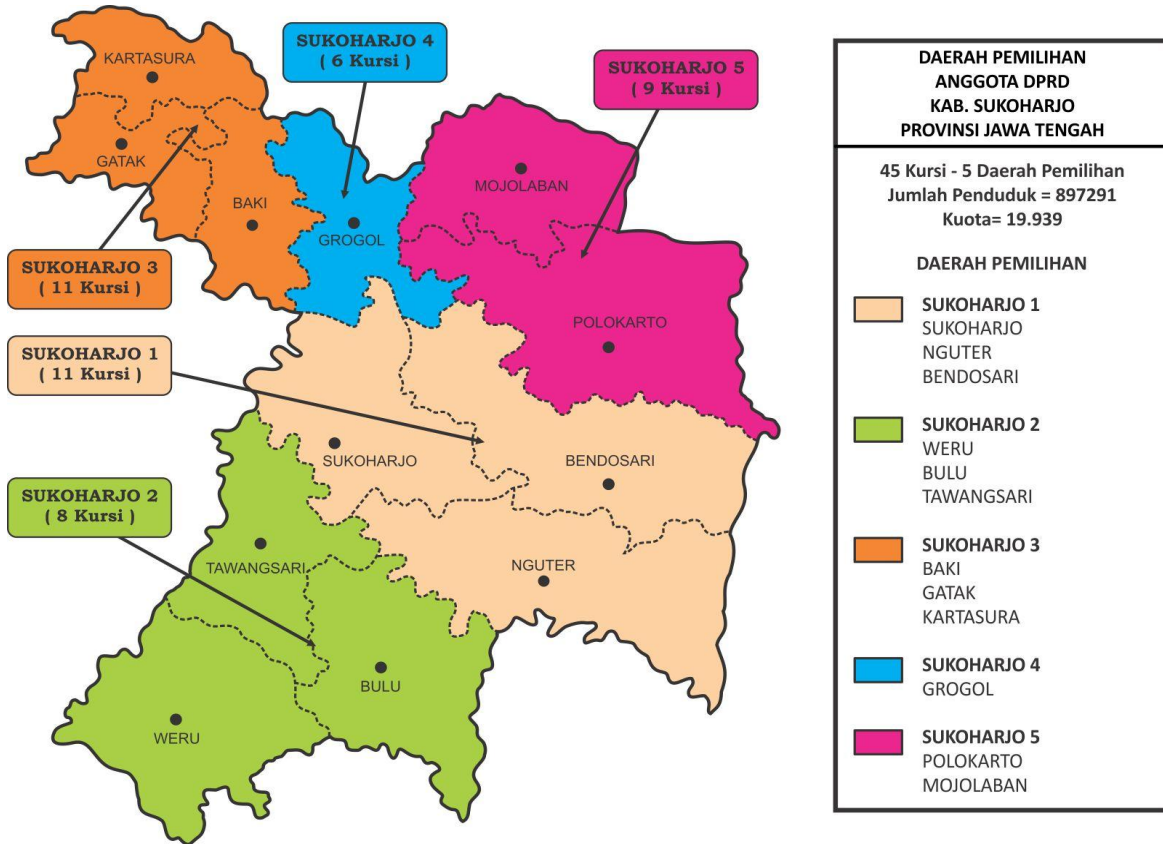 SUKOHARJO 4
( 6 Kursi )
SUKOHARJO 5
( 9 Kursi )
KARTASURA
GATAK
BAKI
GROGOL
MOJOLABAN
SUKOHARJO 3
( 11 Kursi )
POLOKARTO
SUKOHARJO 1
( 11 Kursi )
SUKOHARJO
BENDOSARI
SUKOHARJO 2
( 8 Kursi )
TAWANGSARI
NGUTER
BULU
WERU
DAERAH PEMILIHAN
ANGGOTA DPRD
KAB. SUKOHARJO
PROVINSI JAWA TENGAH
45 Kursi - 5 Daerah Pemilihan
Jumlah Penduduk = 897291
Kuota= 19.939
DAERAH PEMILIHAN
SUKOHARJO 1
SUKOHARJO
NGUTER
BENDOSARI
SUKOHARJO 2
WERU
BULU
TAWANGSARI
SUKOHARJO 3
BAKI
GATAK
KARTASURA
SUKOHARJO 4
GROGOL
SUKOHARJO 5
POLOKARTO
MOJOLABAN